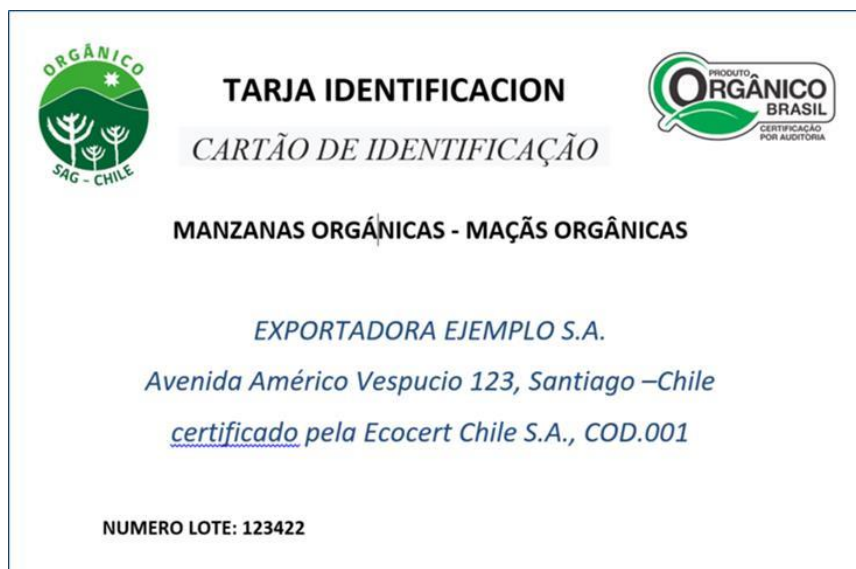 ORGÂNICO
SAG - CHILE
TARJA IDENTIFICACION
CARTÃO DE IDENTIFICAÇÃO
PRODUTO
ORGÂNICO
BRASIL
CERTIFICAÇÃO
POR AUDITORIA
MANZANAS ORGÁNICAS - MAÇÃS ORGÂNICAS
EXPORTADORA EJEMPLO S.A.
Avenida Américo Vespucio 123, Santiago –Chile
certificado pela Ecocert Chile S.A., COD.001
NUMERO LOTE: 123422